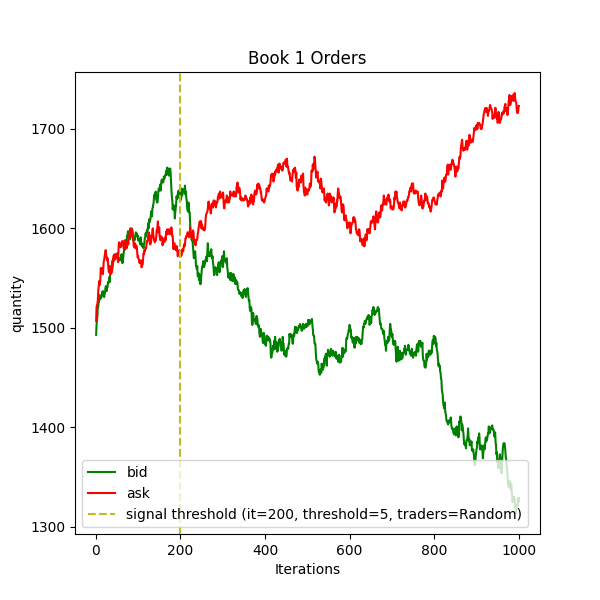 Book 1 Orders
quantity
1700
1600
1500
1400
1300
bid
ask
signal threshold (it=200, threshold=5, traders=Random)
0 200 400 600 800 1000
Iterations